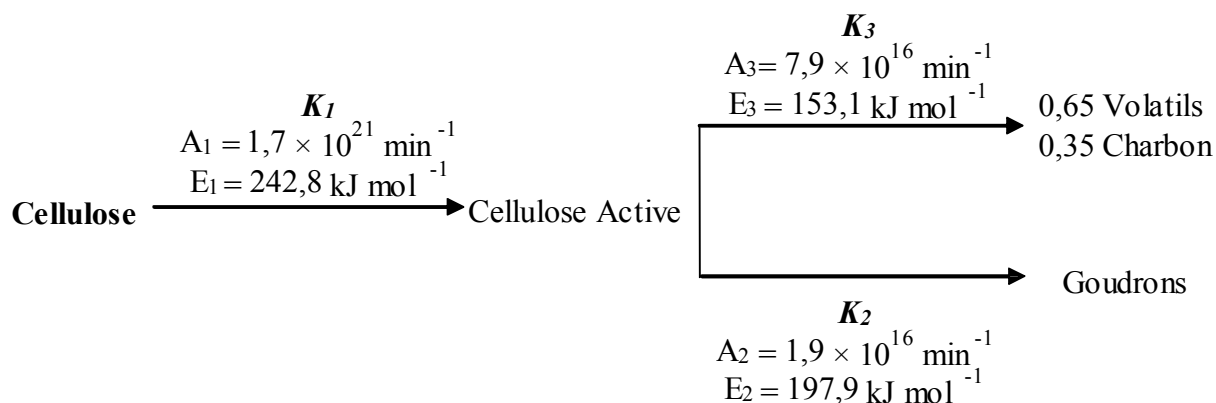 K3
A3= 7,9 × 10^16 min^-1
E3 = 153,1 kJ mol^-1
0,65 Volatils
0,35 Charbon
K1
A1 = 1,7 × 10^21 min^-1
E1 = 242,8 kJ mol^-1
Cellulose
Cellulose Active
Goudrons
K2
A2 = 1,9 × 10^16 min^-1
E2 = 197,9 kJ mol^-1